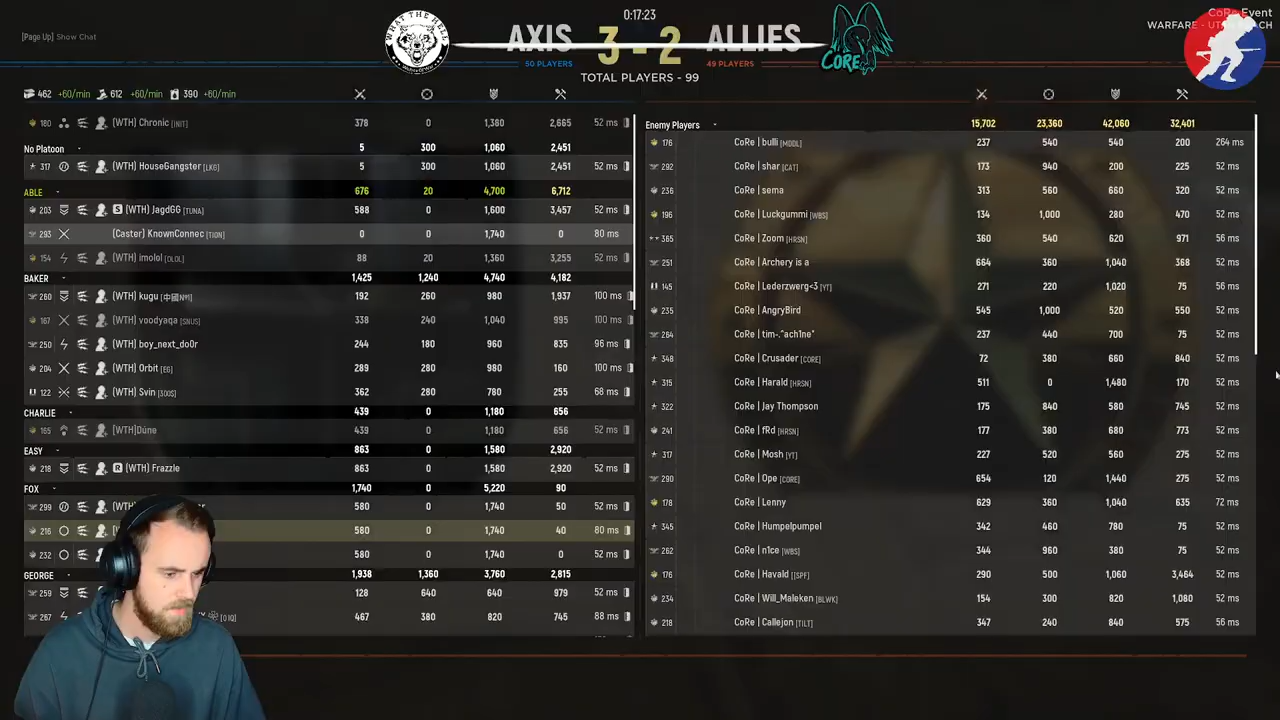 CoRe Event
WARFARE - UT
[Page Up] Show Chat
WHAT THE HELL
0:17:23
AXIS 3 - 2 ALLIES
CORE
50 PLAYERS 49 PLAYERS
TOTAL PLAYERS - 99
462 +60/min 612 +60/min 390 +60/min
180 (WTH) Chronic [INIT] 378 0 1,380 2,665 52 ms
No Platoon 5 300 1,060 2,451
317 (WTH) HouseGangster [LKG] 5 300 1,060 2,451 52 ms
ABLE 676 20 4,700 6,712
203 S (WTH) JagdGG [TUNA] 588 0 1,600 3,457 52 ms
293 (Caster) KnownConnec [TION] 0 0 1,740 0 80 ms
154 (WTH) imolol [OLOL] 88 20 1,360 3,255 52 ms
BAKER 1,425 1,240 4,740 4,182
260 (WTH) kugu 192 260 980 1,937 100 ms
167 (WTH) voodyaqa [SNUS] 338 240 1,040 995 100 ms
250 (WTH) boy_next_do0r 244 180 960 835 96 ms
204 (WTH) Orbit [EG] 289 280 980 160 100 ms
122 (WTH) Svin [300S] 362 280 780 255 68 ms
CHARLIE 439 0 1,180 656
165 [WTH]Düne 439 0 1,180 656 52 ms
EASY 863 0 1,580 2,920
218 R (WTH) Frazzle 863 0 1,580 2,920 52 ms
FOX 1,740 0 5,220 90
299 580 0 1,740 50 52 ms
216 580 0 1,740 40 80 ms
232 580 0 1,740 0 52 ms
GEORGE 1,938 1,360 3,760 2,815
259 128 640 640 979 52 ms
267 467 380 820 745 88 ms
Enemy Players 15,702 23,360 42,060 32,401
176 CoRe | bulli [MDDL] 237 540 540 200 264 ms
292 CoRe | shar [CAT] 173 940 200 225 52 ms
236 CoRe | sema 313 560 660 320 52 ms
196 CoRe | Luckgummi [WBS] 134 1,000 280 470 52 ms
365 CoRe | Zoom [HRSN] 360 540 620 971 56 ms
251 CoRe | Archery is a 664 360 1,040 368 52 ms
145 CoRe | Lederzwerg<3 [YT] 271 220 1,020 75 56 ms
235 CoRe | AngryBird 545 1,000 520 550 52 ms
264 CoRe | tim-.^ach1ne" 237 440 700 75 52 ms
348 CoRe | Crusader [CORE] 72 380 660 840 52 ms
315 CoRe | Harald [HRSN] 511 0 1,480 170 52 ms
322 CoRe | Jay Thompson 175 840 580 745 52 ms
241 CoRe | fRd [HRSN] 177 380 680 773 52 ms
317 CoRe | Mosh [YT] 227 520 560 275 52 ms
290 CoRe | Ope [CORE] 654 120 1,440 275 52 ms
178 CoRe | Lenny 629 360 1,040 635 72 ms
345 CoRe | Humpelpumpel 342 460 780 75 52 ms
262 CoRe | n1ce [WBS] 344 960 380 75 52 ms
176 CoRe | Havald [|SPF] 290 500 1,060 3,464 52 ms
234 CoRe | Will_Maleken [BLWK] 154 300 820 1,080 52 ms
218 CoRe | Callejon [TILT] 347 240 840 575 56 ms